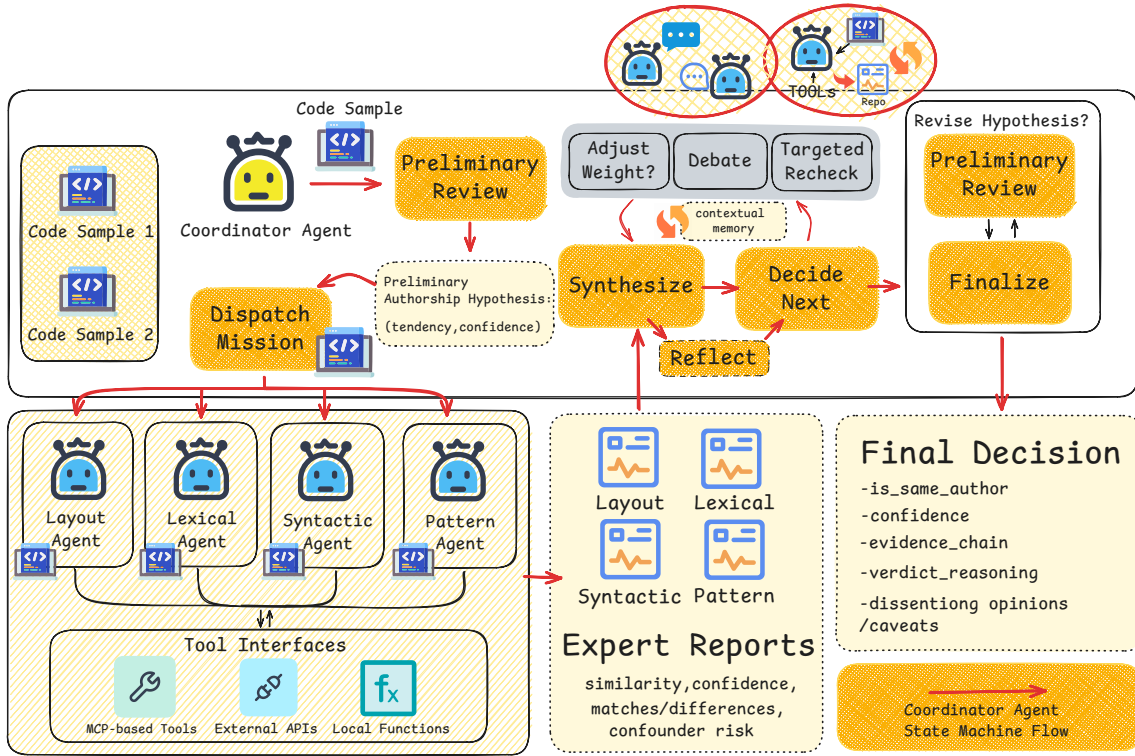 TOOLs
Repo
Code Sample 1
Code Sample 2
Code Sample
Coordinator Agent
Preliminary
Review
Preliminary
Authorship Hypothesis:
(tendency,confidence)
Dispatch
Mission
Adjust
Weight?
Debate
Targeted
Recheck
contextual
memory
Synthesize
Decide
Next
Reflect
Revise Hypothesis?
Preliminary
Review
Finalize
Layout
Agent
</>
Lexical
Agent
</>
Syntactic
Agent
</>
Pattern
Agent
</>
Tool Interfaces
fx
MCP-based Tools
External APIs
Local Functions
Layout
Lexical
Syntactic
Pattern
Expert Reports
similarity,confidence,
matches/differences,
confounder risk
Final Decision
-is_same_author
-confidence
-evidence_chain
-verdict_reasoning
-dissentiong opinions
/caveats
Coordinator Agent
State Machine Flow